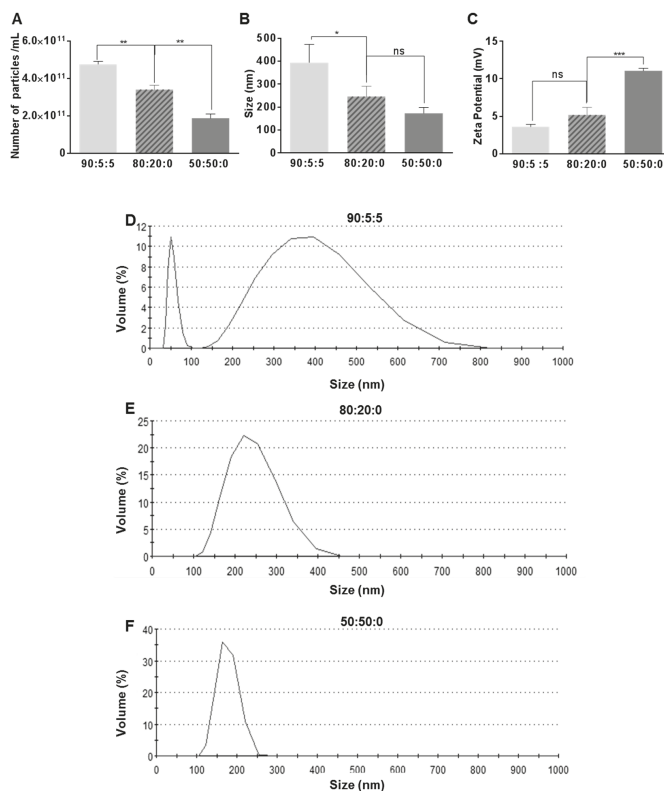 A
Number of particles /mL
6.0×10¹¹
4.0×10¹¹
2.0×10¹¹
0
** **
90:5:5 80:20:0 50:50:0
B
Size (nm)
500
400
300
200
100
0
* ns
90:5:5 80:20:0 50:50:0
C
Zeta Potential (mV)
15
10
5
0
ns ***
90:5 :5 80:20:0 50:50:0
D
90:5:5
Volume (%)
12
10
8
6
4
2
0
0 100 200 300 400 500 600 700 800 900 1000
Size (nm)
E
80:20:0
Volume (%)
25
20
15
10
5
0
0 100 200 300 400 500 600 700 800 900 1000
Size (nm)
F
50:50:0
Volume (%)
40
30
20
10
0
0 100 200 300 400 500 600 700 800 900 1000
Size (nm)